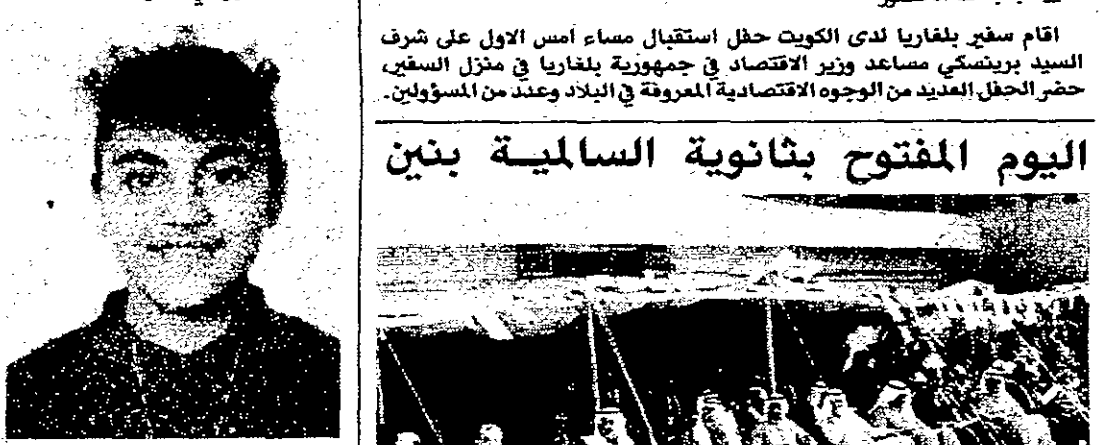 اقام سفير بلغاريا لدى الكويت حفل استقبال مساء امس الاول على شرف
السيد برينسكي مساعد وزير الاقتصاد في جمهورية بلغاريا في منزل السفير،
حضر الحفل العديد من الوجوه الاقتصادية المعروفة في البلاد وعدد من المسؤولين.
اليوم المفتوح بثانوية السالمية بنين